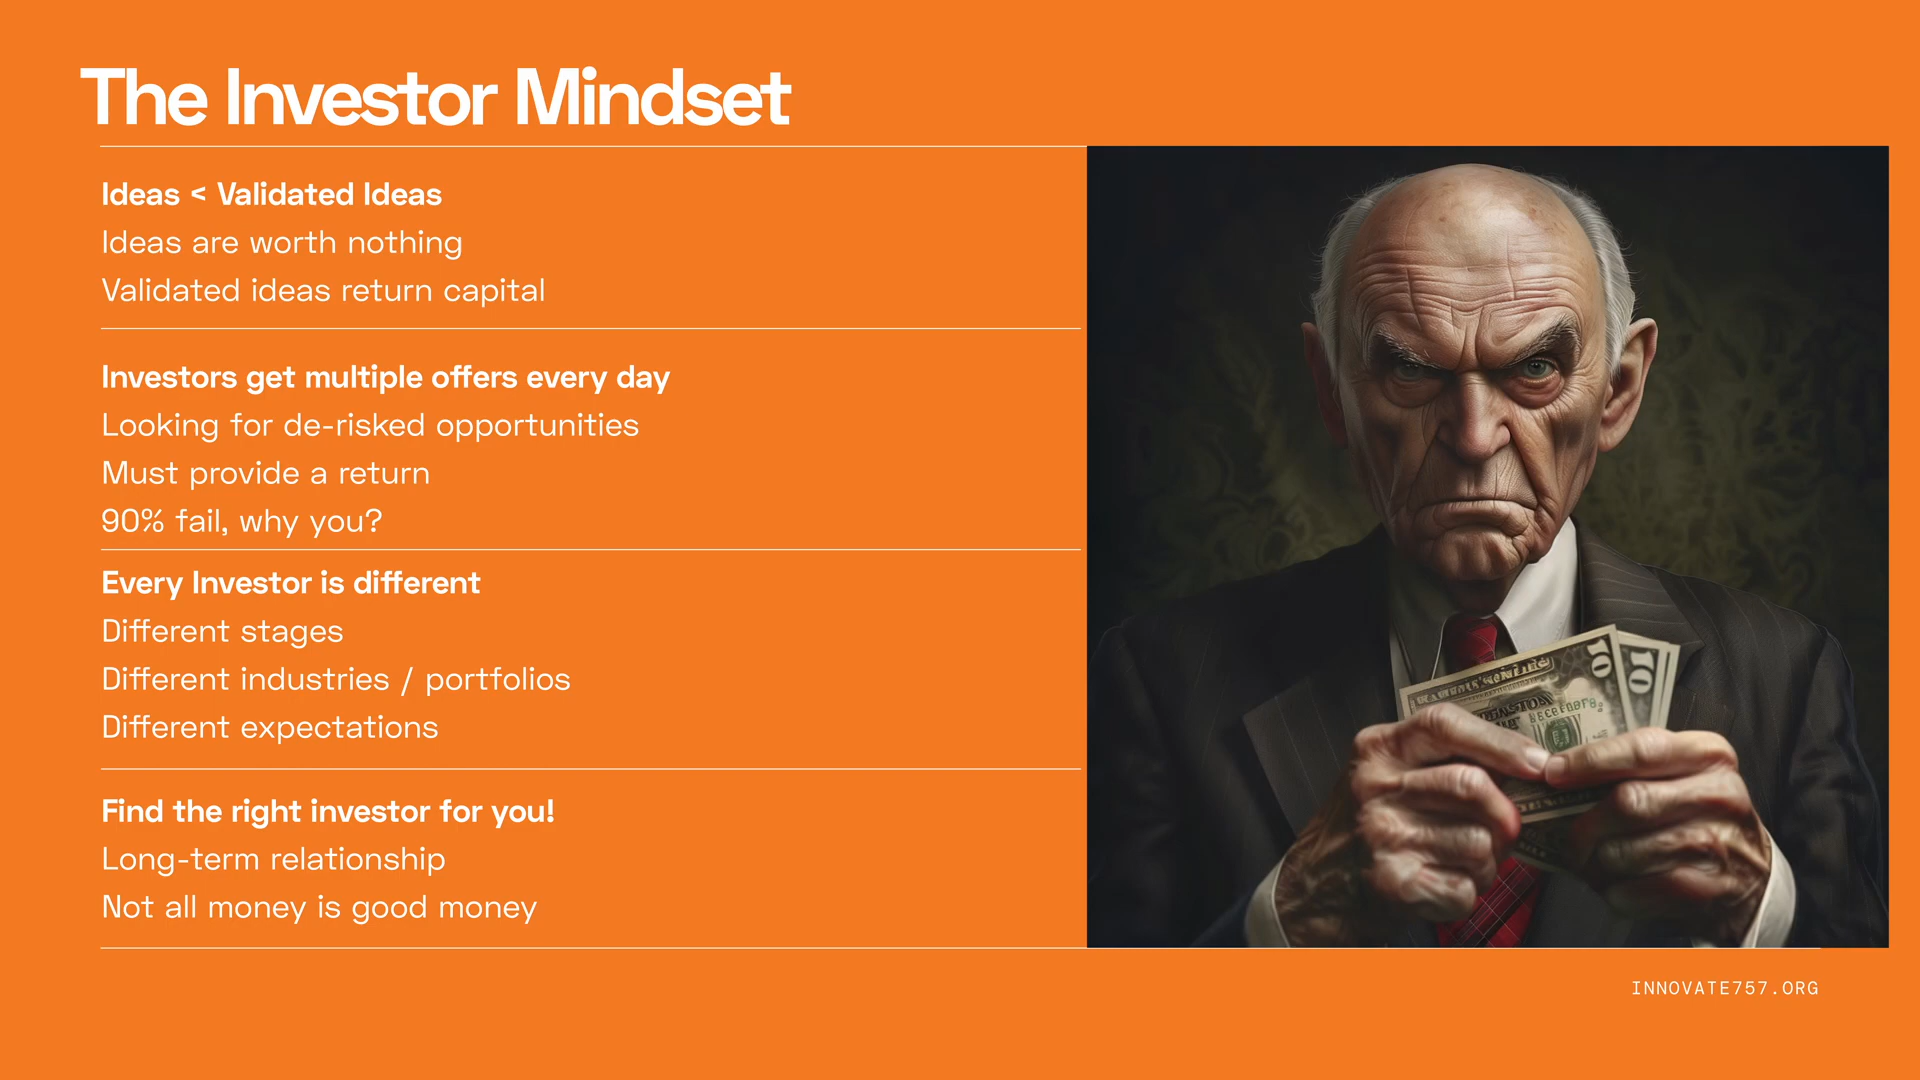 The Investor Mindset
Ideas < Validated Ideas
Ideas are worth nothing
Validated ideas return capital
Investors get multiple offers every day
Looking for de-risked opportunities
Must provide a return
90% fail, why you?
Every Investor is different
Different stages
Different industries / portfolios
Different expectations
Find the right investor for you!
Long-term relationship
Not all money is good money
10
10
INNOVATE757.ORG